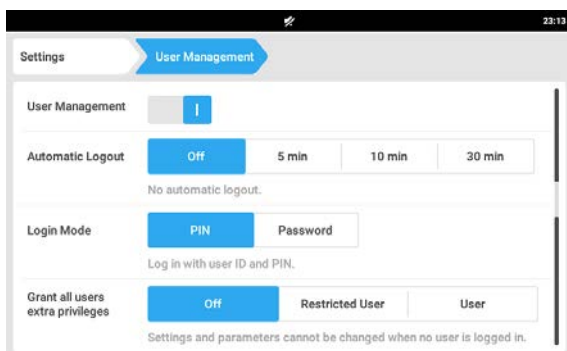 23:13
Settings
User Management
User Management
Automatic Logout
Off
5 min
10 min
30 min
No automatic logout.
Login Mode
PIN
Password
Log in with user ID and PIN.
Grant all users
extra privileges
Off
Restricted User
User
Settings and parameters cannot be changed when no user is logged in.